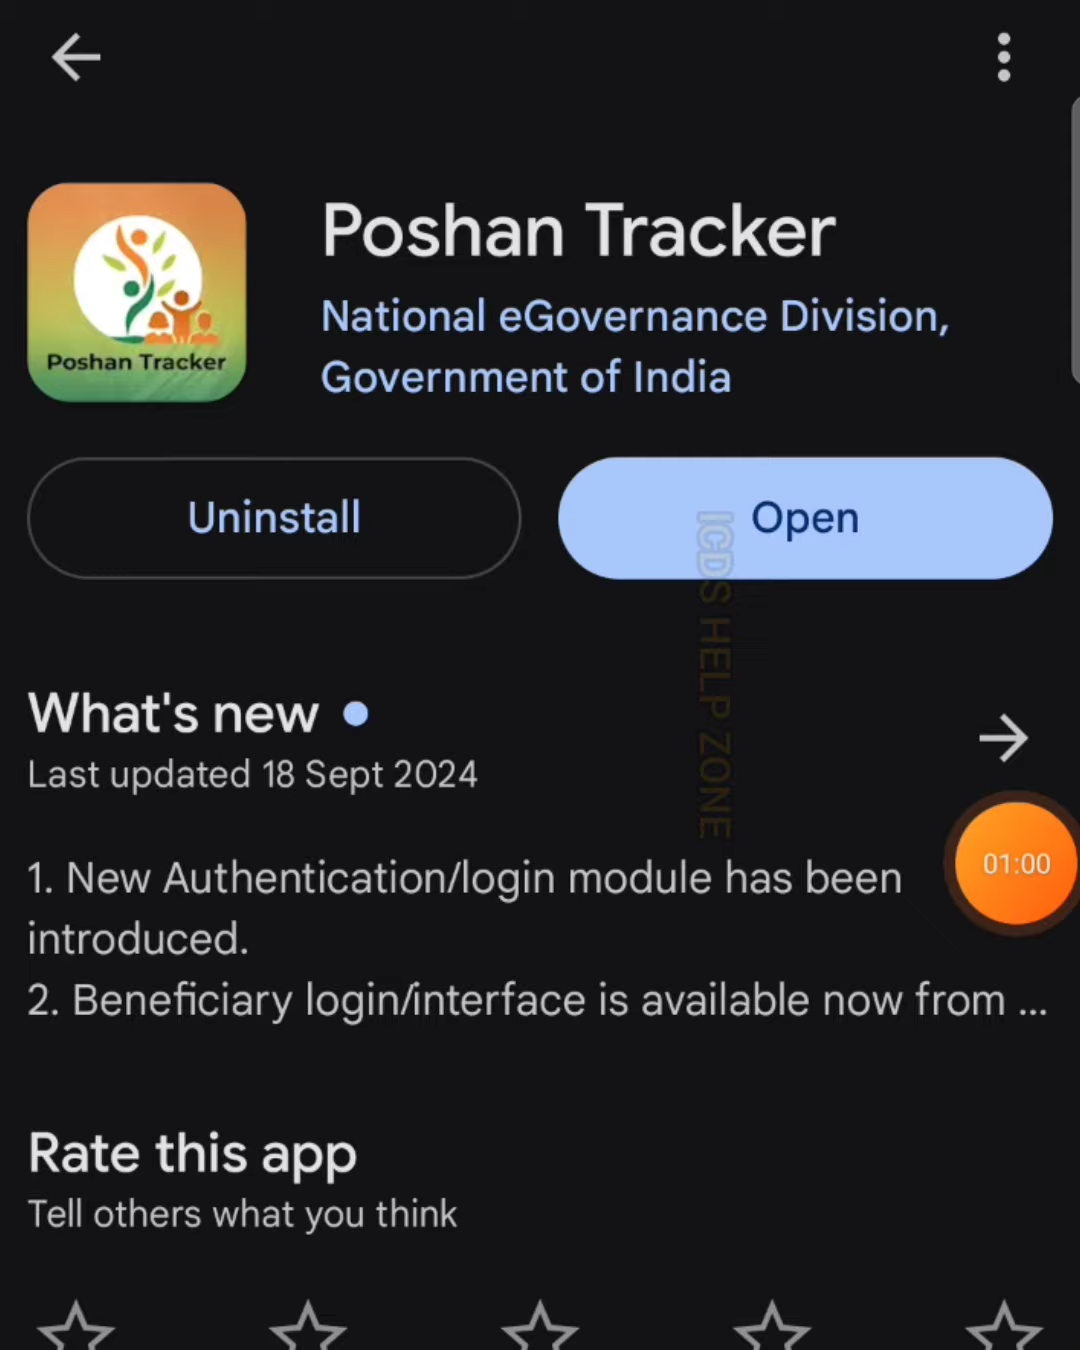 Poshan Tracker
Poshan Tracker
National eGovernance Division,
Government of India
Uninstall
Open
ICDS HELP ZONE
What's new
Last updated 18 Sept 2024
01:00
1. New Authentication/login module has been
introduced.
2. Beneficiary login/interface is available now from ...
Rate this app
Tell others what you think